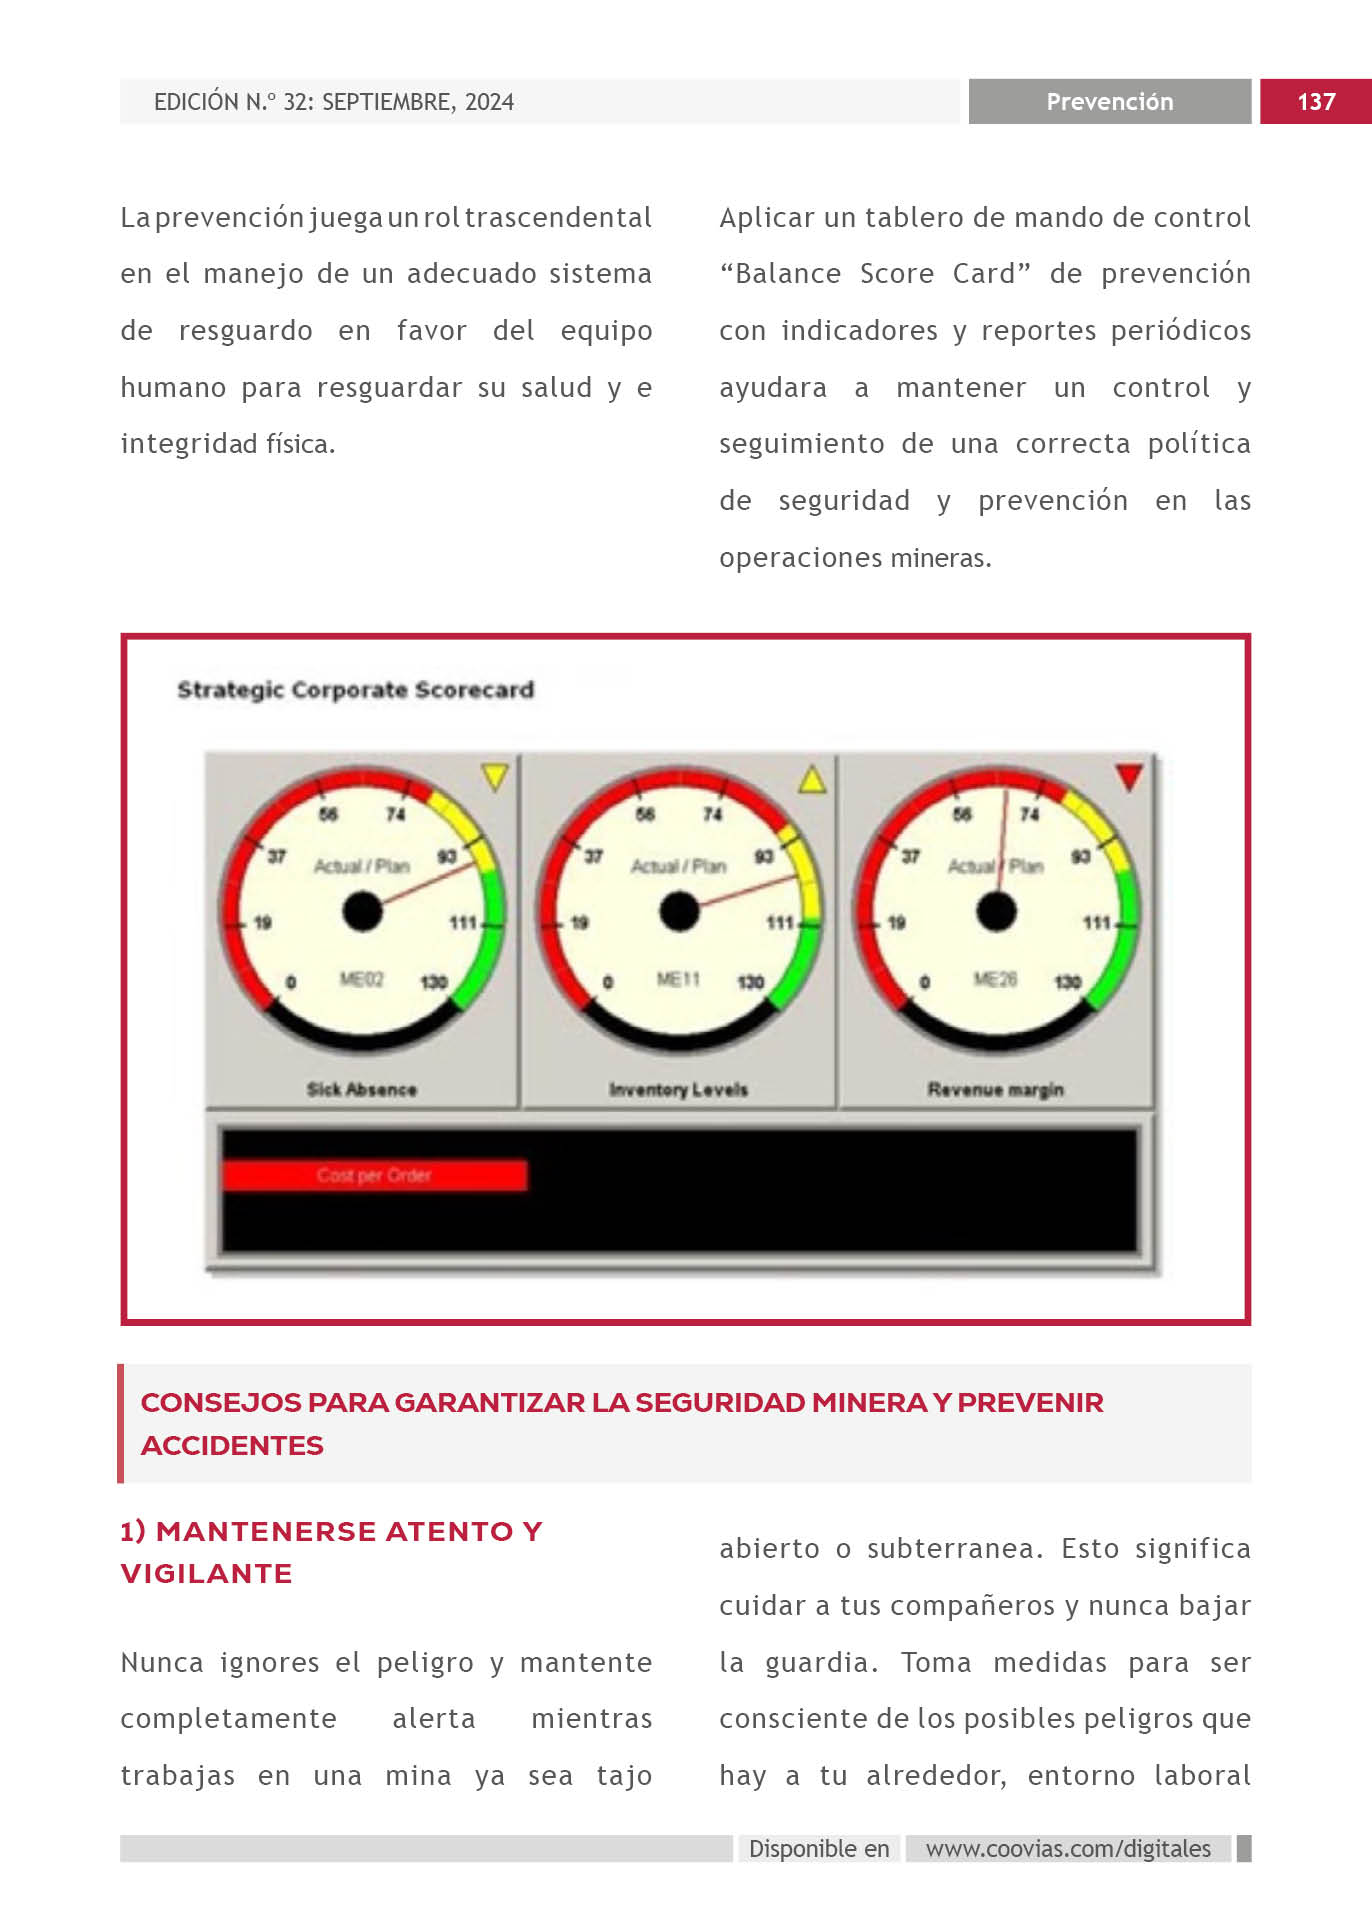 EDICIÓN N.º 32: SEPTIEMBRE, 2024
Prevención
137
La prevención juega un rol trascendental
en el manejo de un adecuado sistema
de resguardo en favor del equipo
humano para resguardar su salud y e
integridad física.
Aplicar un tablero de mando de control
“Balance Score Card” de prevención
con indicadores y reportes periódicos
ayudara a mantener un control y
seguimiento de una correcta política
de seguridad y prevención en las
operaciones mineras.
Strategic Corporate Scorecard
56 74
37 93
Actual / Plan
19 111
0 ME02 130
Sick Absence
56 74
37 93
Actual / Plan
19 111
0 ME11 130
Inventory Levels
56 74
37 93
Actual / Plan
19 111
0 ME26 130
Revenue margin
Cost per Order
CONSEJOS PARA GARANTIZAR LA SEGURIDAD MINERA Y PREVENIR
ACCIDENTES
1) MANTENERSE ATENTO Y
VIGILANTE
Nunca ignores el peligro y mantente
completamente alerta mientras
trabajas en una mina ya sea tajo
abierto o subterranea. Esto significa
cuidar a tus compañeros y nunca bajar
la guardia. Toma medidas para ser
consciente de los posibles peligros que
hay a tu alrededor, entorno laboral
Disponible en
www.coovias.com/digitales